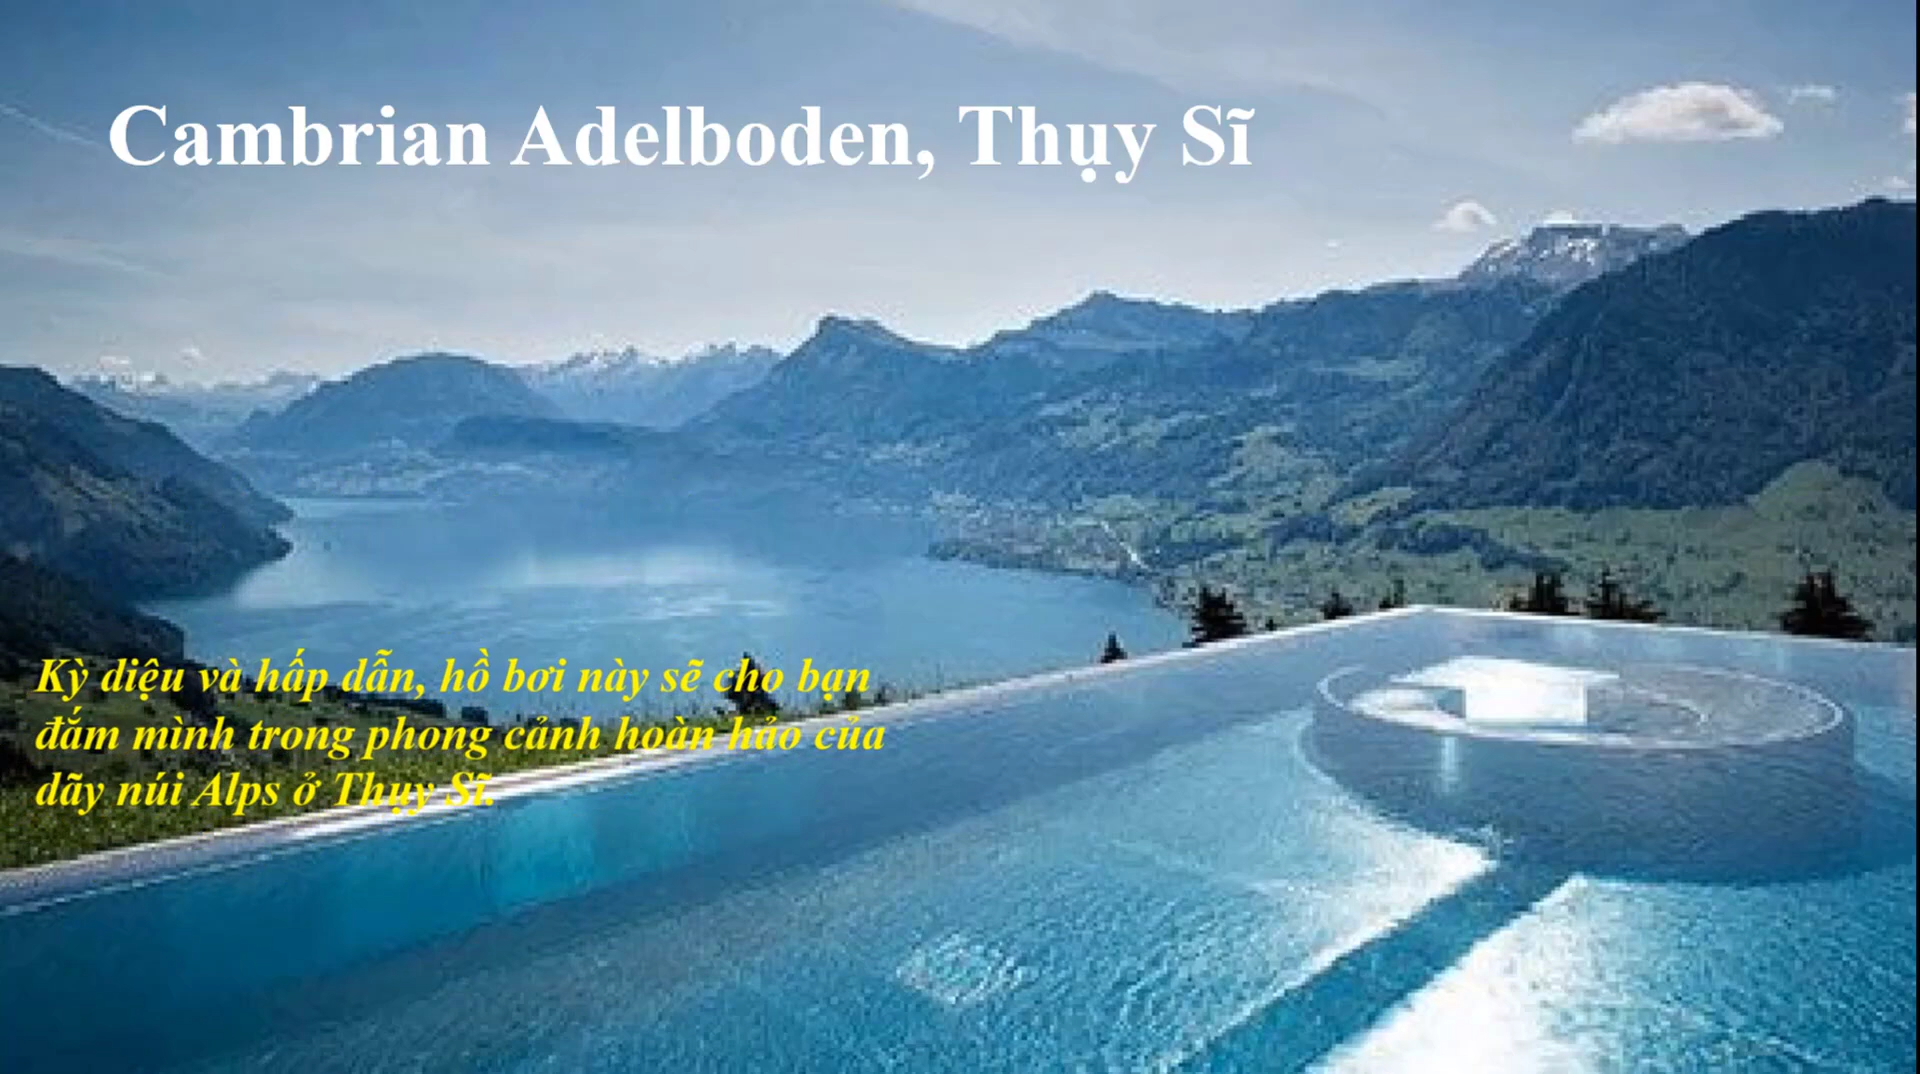 Cambrian Adelboden, Thụy Sĩ
Kỳ diệu và hấp dẫn, hồ bơi này sẽ cho bạn
đắm mình trong phong cảnh hoàn hảo của
dãy núi Alps ở Thụy Sĩ.